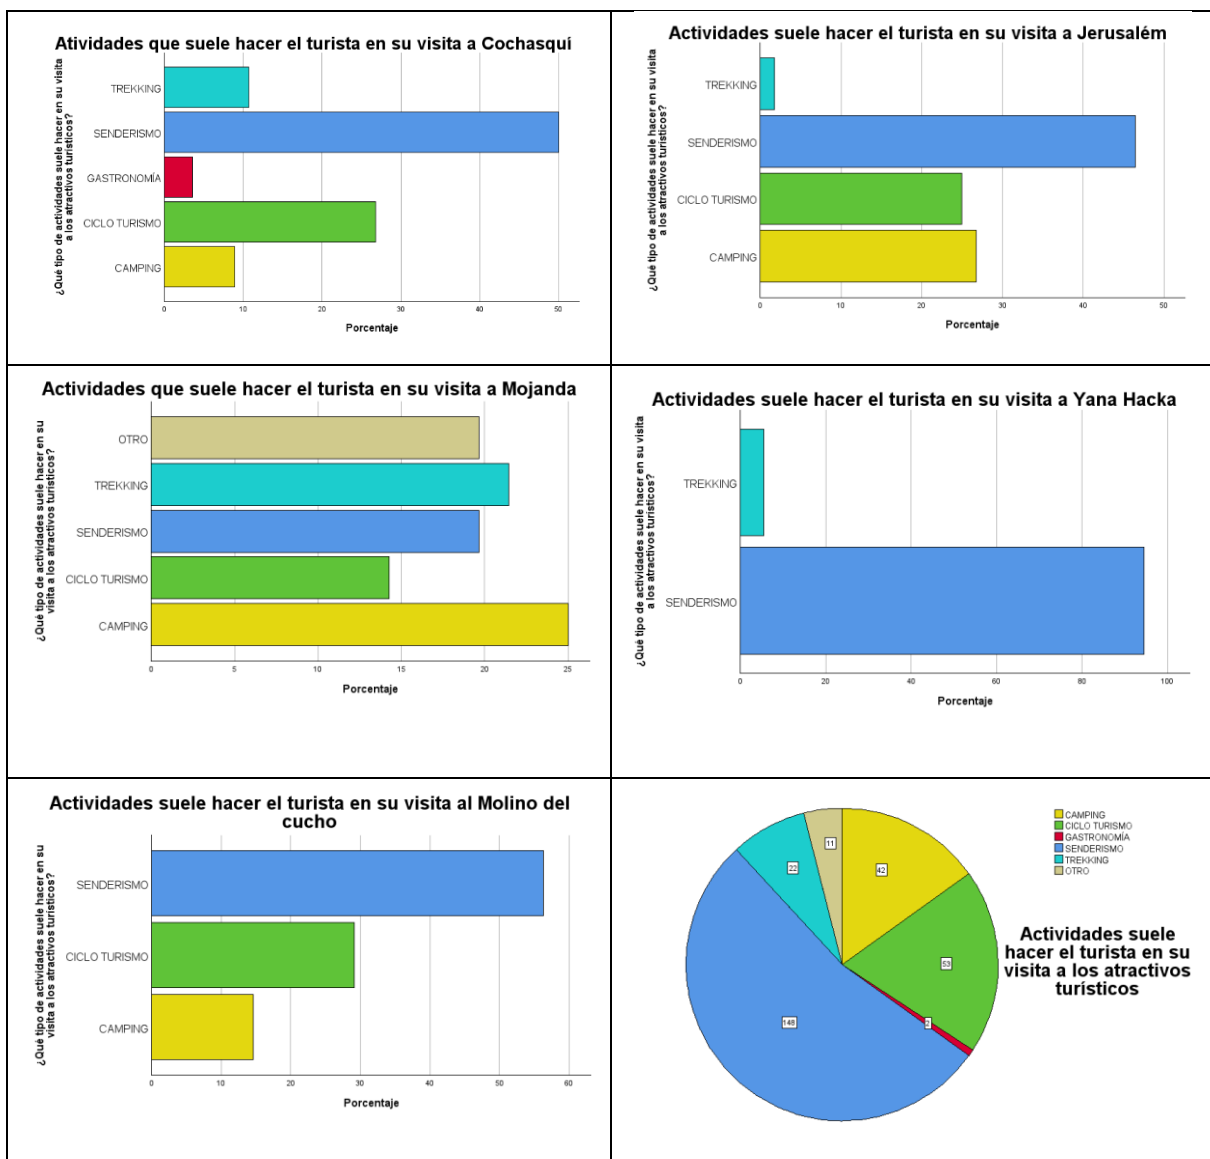 Atividades que suele hacer el turista en su visita a Cochasquí
¿Qué tipo de actividades suele hacer en su visita
a los atractivos turísticos?
TREKKING
SENDERISMO
GASTRONOMÍA
CICLO TURISMO
CAMPING
0 10 20 30 40 50
Porcentaje
Actividades suele hacer el turista en su visita a Jerusalém
¿Qué tipo de actividades suele hacer en su visita
a los atractivos turísticos?
TREKKING
SENDERISMO
CICLO TURISMO
CAMPING
0 10 20 30 40 50
Porcentaje
Actividades que suele hacer el turista en su visita a Mojanda
¿Qué tipo de actividades suele hacer en su
visita a los atractivos turísticos?
OTRO
TREKKING
SENDERISMO
CICLO TURISMO
CAMPING
0 5 10 15 20 25
Porcentaje
Actividades suele hacer el turista en su visita a Yana Hacka
¿Qué tipo de actividades suele hacer en su visita
a los atractivos turísticos?
TREKKING
SENDERISMO
0 20 40 60 80 100
Porcentaje
Actividades suele hacer el turista en su visita al Molino del
cucho
¿Qué tipo de actividades suele hacer en su
visita a los atractivos turísticos?
SENDERISMO
CICLO TURISMO
CAMPING
0 10 20 30 40 50 60
Porcentaje
CAMPING
CICLO TURISMO
GASTRONOMÍA
SENDERISMO
TREKKING
OTRO
11
22
42
53
148
2
Actividades suele
hacer el turista en su
visita a los atractivos
turísticos